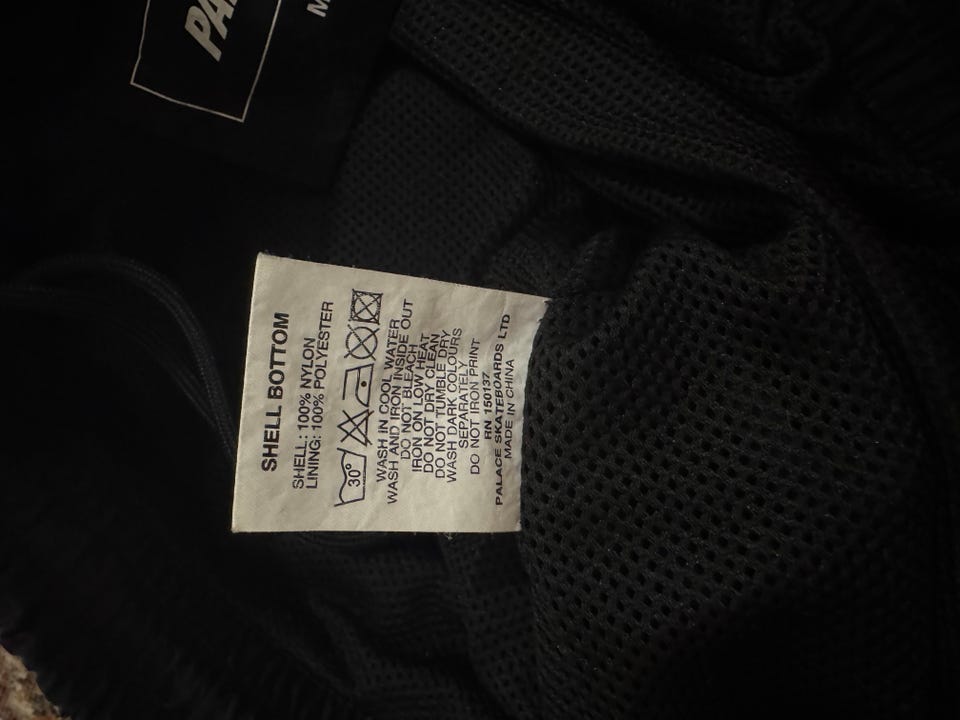 PA
M
SHELL BOTTOM
SHELL: 100% NYLON
LINING: 100% POLYESTER
30°
WASH IN COOL WATER
WASH AND IRON INSIDE OUT
DO NOT BLEACH
IRON ON LOW HEAT
DO NOT DRY CLEAN
DO NOT TUMBLE DRY
WASH DARK COLOURS
SEPARATELY
DO NOT IRON PRINT
RN 150137
PALACE SKATEBOARDS LTD
MADE IN CHINA